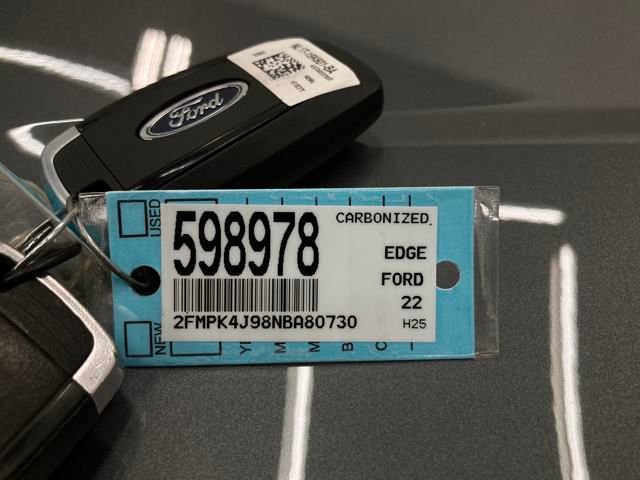 Ford
USED
598978
CARBONIZED.
EDGE
FORD
22
2FMPK4J98NBA80730
H25
NEW